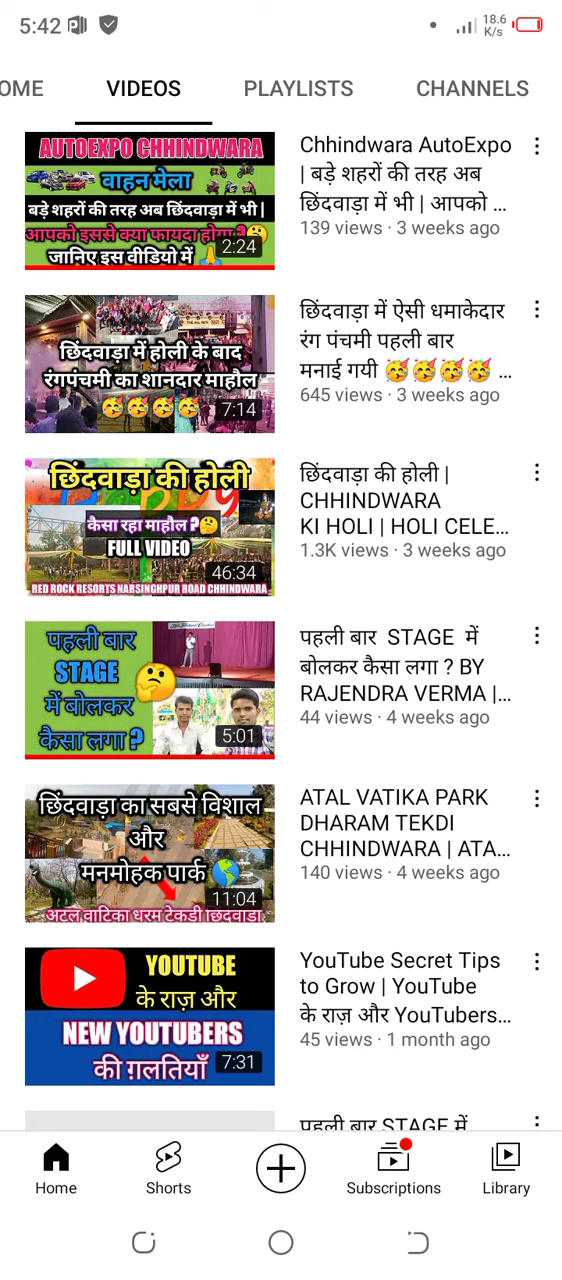 5:42
18.6
K/s
OME
VIDEOS
PLAYLISTS
CHANNELS
AUTOEXPO CHHINDWARA
वाहन मेला
बड़े शहरों की तरह अब छिंदवाड़ा में भी |
आपको इससे क्या फायदा होगा ?🤔
जानिए इस वीडियो में 🙏
2:24
Chhindwara AutoExpo
| बड़े शहरों की तरह अब
छिंदवाड़ा में भी | आपको ...
139 views · 3 weeks ago
छिंदवाड़ा में होली के बाद
रंगपंचमी का शानदार माहौल
🥳🥳🥳🥳
7:14
छिंदवाड़ा में ऐसी धमाकेदार
रंग पंचमी पहली बार
मनाई गयी 🥳🥳🥳🥳 ...
645 views · 3 weeks ago
छिंदवाड़ा की होली
कैसा रहा माहौल ?🤔
FULL VIDEO
46:34
RED ROCK RESORTS NARSINGHPUR ROAD CHHINDWARA
छिंदवाड़ा की होली |
CHHINDWARA
KI HOLI | HOLI CELE...
1.3K views · 3 weeks ago
पहली बार
STAGE
में बोलकर
कैसा लगा ?
5:01
पहली बार STAGE में
बोलकर कैसा लगा ? BY
RAJENDRA VERMA |...
44 views · 4 weeks ago
छिंदवाड़ा का सबसे विशाल
और
मनमोहक पार्क 🌎
11:04
अटल वाटिका धरम टेकडी छिंदवाड़ा
ATAL VATIKA PARK
DHARAM TEKDI
CHHINDWARA | ATA...
140 views · 4 weeks ago
YOUTUBE
के राज़ और
NEW YOUTUBERS
की ग़लतियाँ
7:31
YouTube Secret Tips
to Grow | YouTube
के राज़ और YouTubers...
45 views · 1 month ago
पहली बार STAGE में
Home
Shorts
Subscriptions
Library